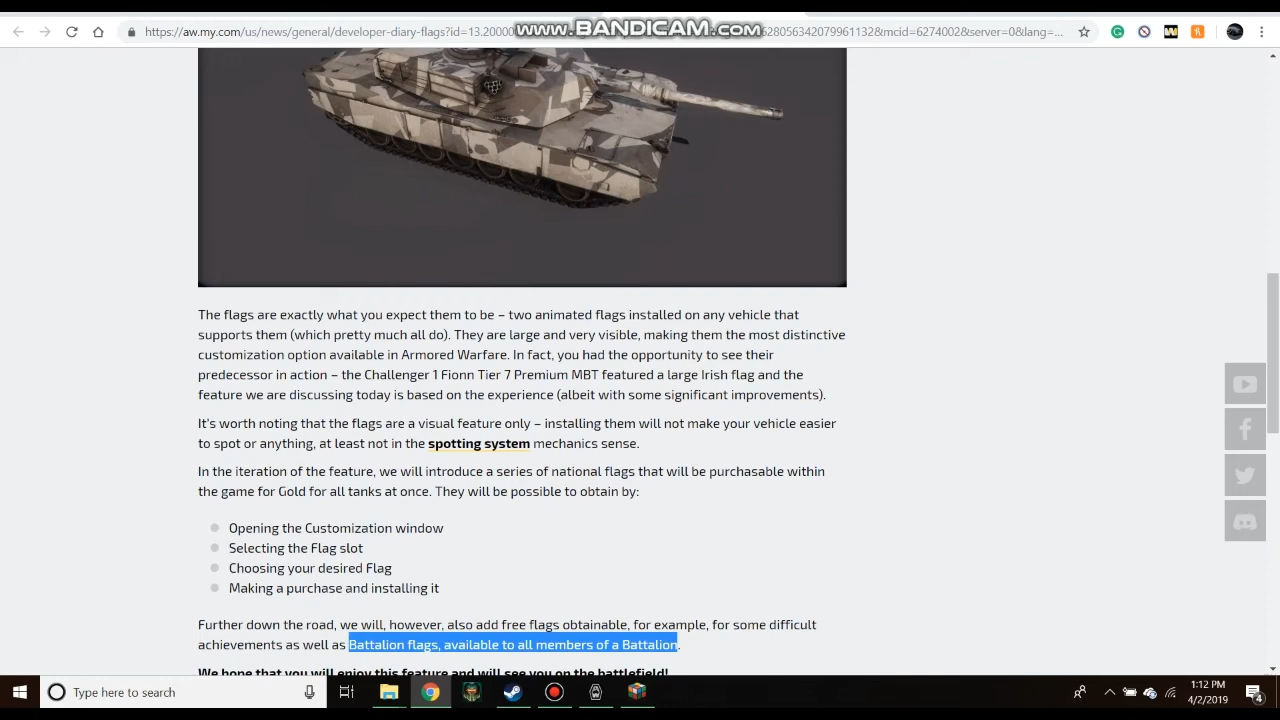 https://aw.my.com/us/news/general/developer-diary-flags?id=13.20000
www.BANDICAM.com
628056342079961132&mcid=6274002&server=0&lang=...
The flags are exactly what you expect them to be – two animated flags installed on any vehicle that
supports them (which pretty much all do). They are large and very visible, making them the most distinctive
customization option available in Armored Warfare. In fact, you had the opportunity to see their
predecessor in action – the Challenger 1 Fionn Tier 7 Premium MBT featured a large Irish flag and the
feature we are discussing today is based on the experience (albeit with some significant improvements).
It’s worth noting that the flags are a visual feature only – installing them will not make your vehicle easier
to spot or anything, at least not in the spotting system mechanics sense.
In the iteration of the feature, we will introduce a series of national flags that will be purchasable within
the game for Gold for all tanks at once. They will be possible to obtain by:
Opening the Customization window
Selecting the Flag slot
Choosing your desired Flag
Making a purchase and installing it
Further down the road, we will, however, also add free flags obtainable, for example, for some difficult
achievements as well as Battalion flags, available to all members of a Battalion.
We hope that you will enjoy this feature and will see you on the battlefield!
Type here to search
1:12 PM
4/2/2019
4